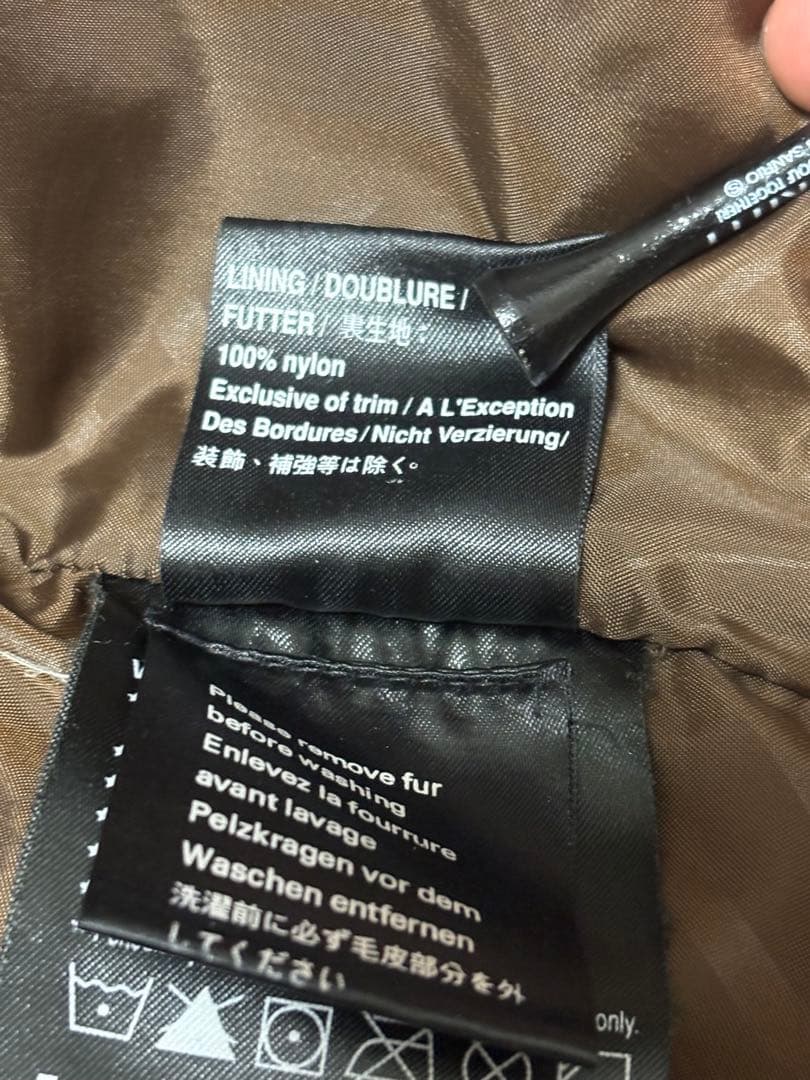 LINING / DOUBLURE /
FUTTER / 裏生地：
100% nylon
Exclusive of trim / A L'Exception
Des Bordures / Nicht Verzierung/
装飾、補強等は除く。
Please remove fur
before washing
Enlevez la fourrure
avant lavage
Pelzkragen vor dem
Waschen entfernen
洗濯前に必ず毛皮部分を外
してください
only.
TOGETHER!
SANRIO